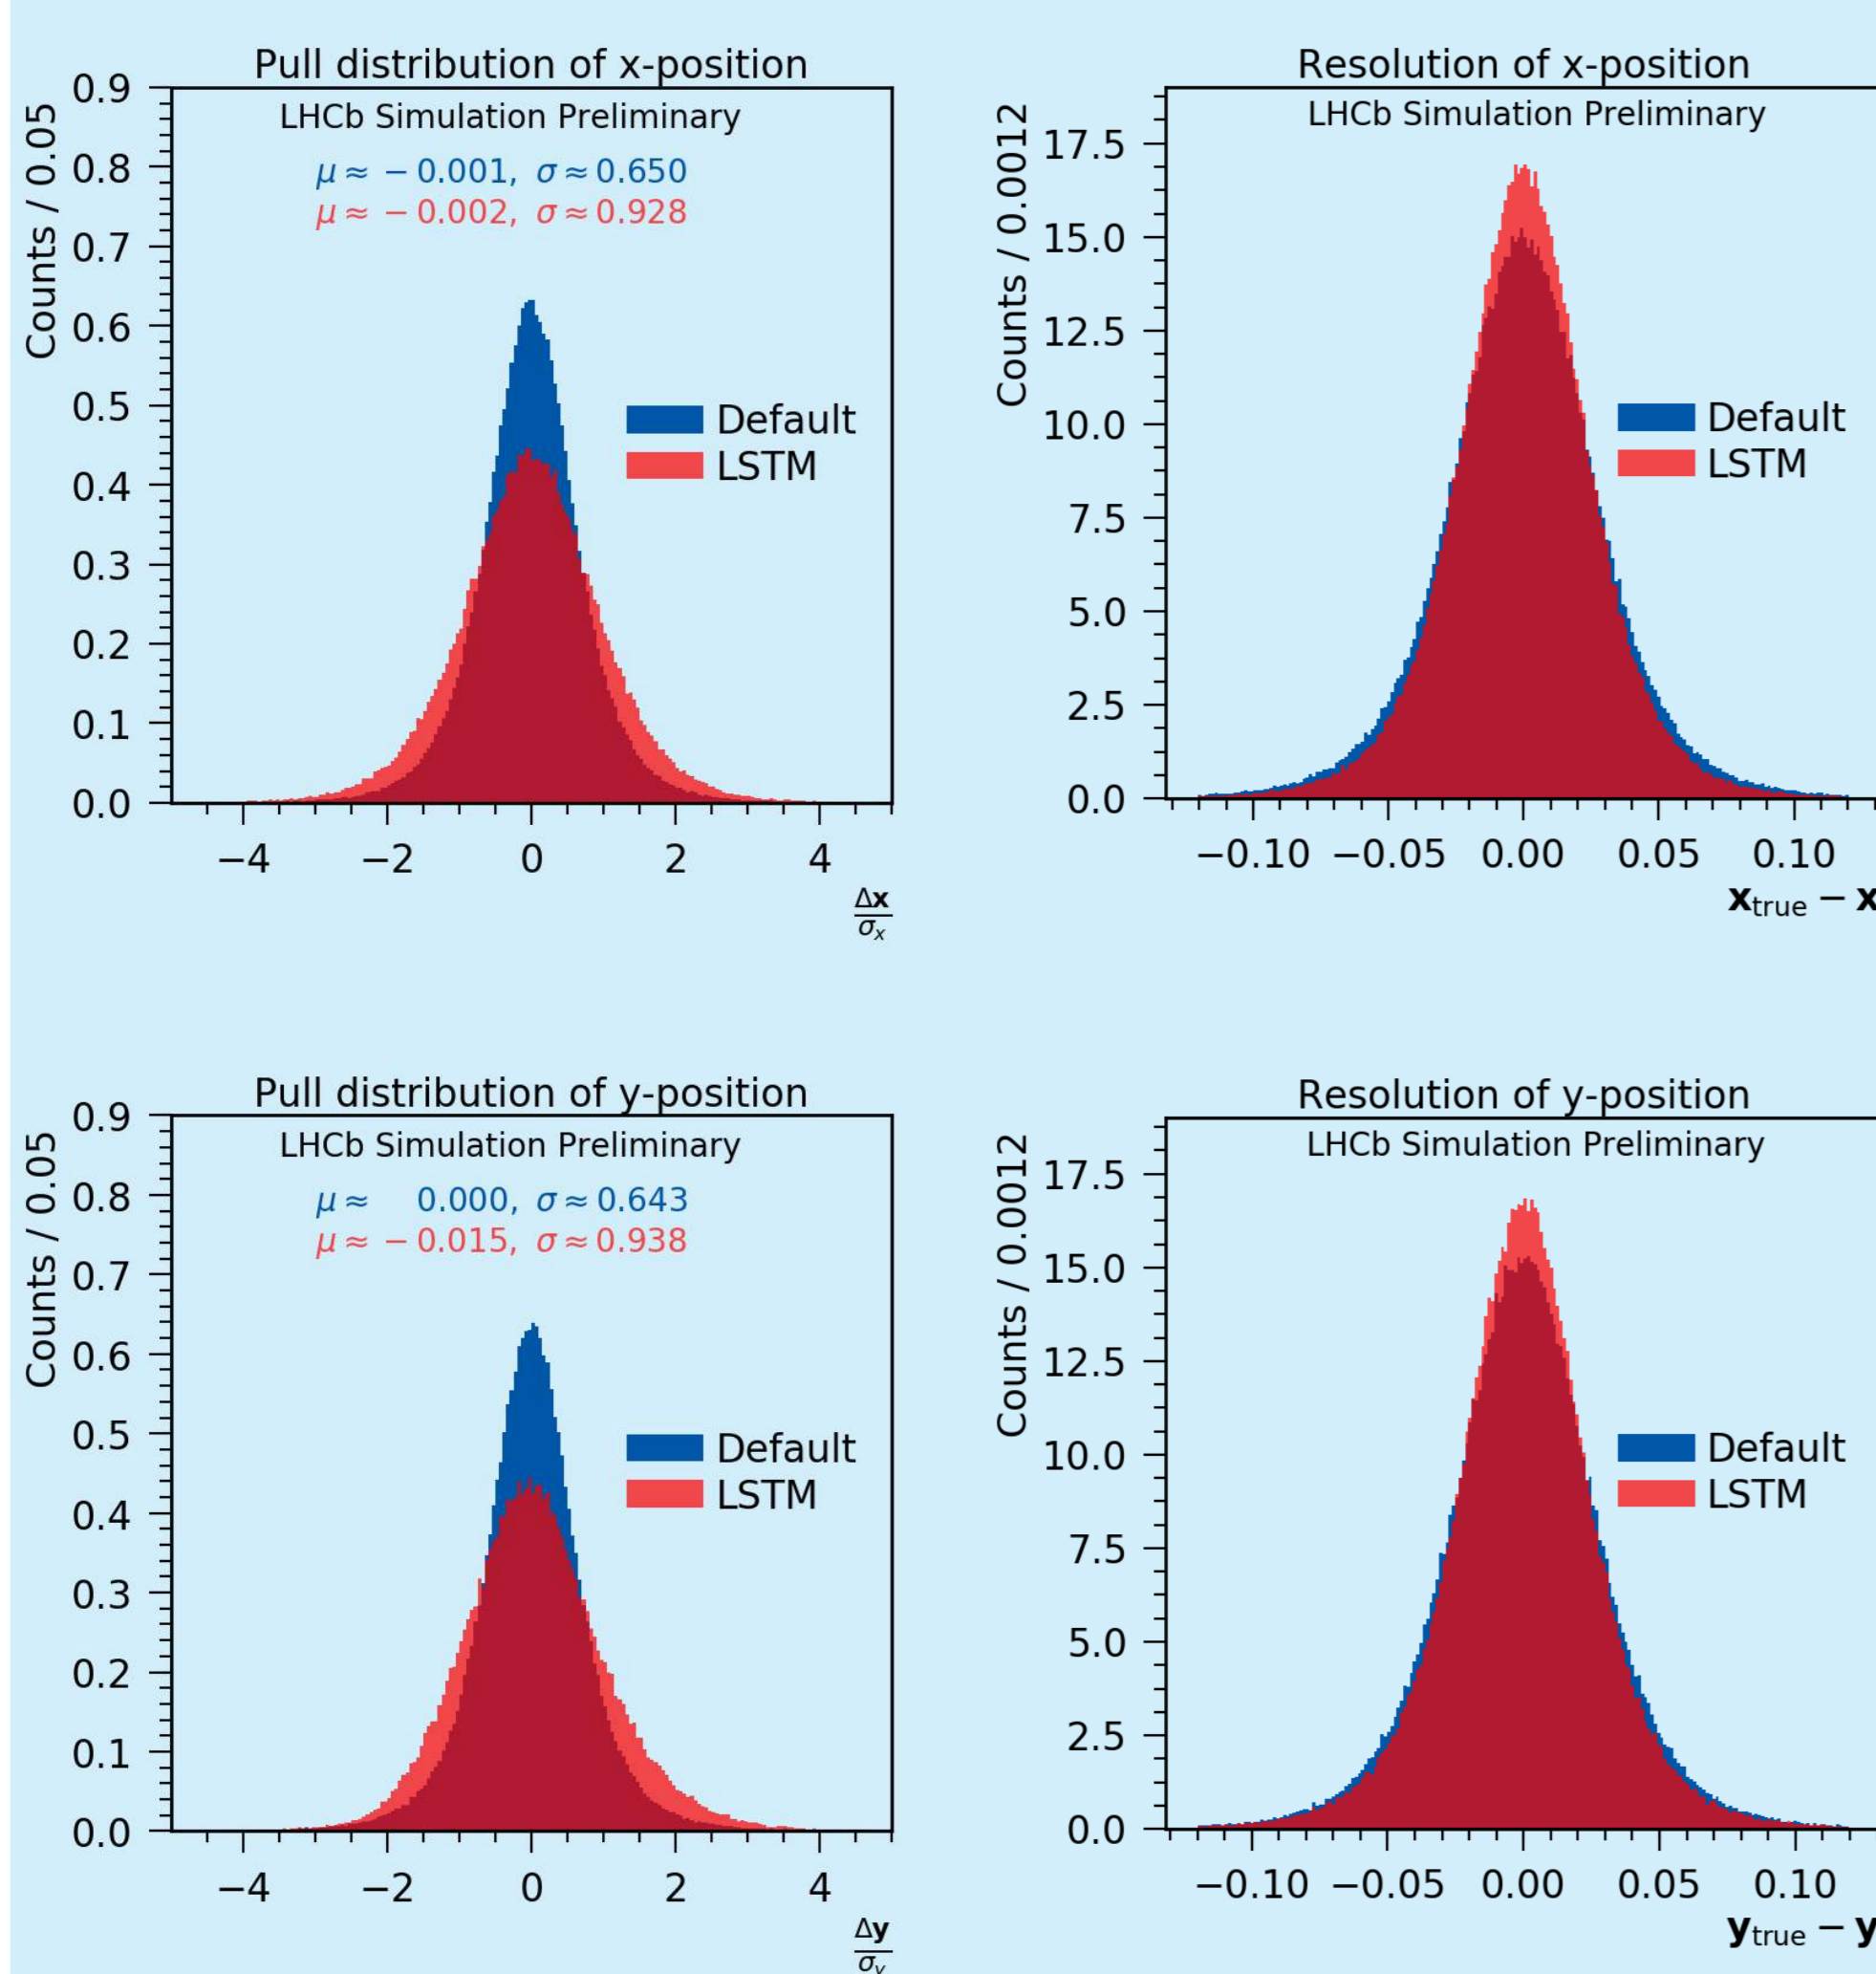 Pull distribution of x-position
LHCb Simulation Preliminary
μ ≈ − 0.001, σ ≈ 0.650
μ ≈ − 0.002, σ ≈ 0.928
Counts / 0.05
0.9
0.8
0.7
0.6
0.5
0.4
0.3
0.2
0.1
0.0
Default
LSTM
−4 −2 0 2 4
Δx
σx
Resolution of x-position
LHCb Simulation Preliminary
Counts / 0.0012
17.5
15.0
12.5
10.0
7.5
5.0
2.5
0.0
Default
LSTM
−0.10 −0.05 0.00 0.05 0.10
xtrue − x
Pull distribution of y-position
LHCb Simulation Preliminary
μ ≈ 0.000, σ ≈ 0.643
μ ≈ − 0.015, σ ≈ 0.938
Counts / 0.05
0.9
0.8
0.7
0.6
0.5
0.4
0.3
0.2
0.1
0.0
Default
LSTM
−4 −2 0 2 4
Δy
σy
Resolution of y-position
LHCb Simulation Preliminary
Counts / 0.0012
17.5
15.0
12.5
10.0
7.5
5.0
2.5
0.0
Default
LSTM
−0.10 −0.05 0.00 0.05 0.10
ytrue − y